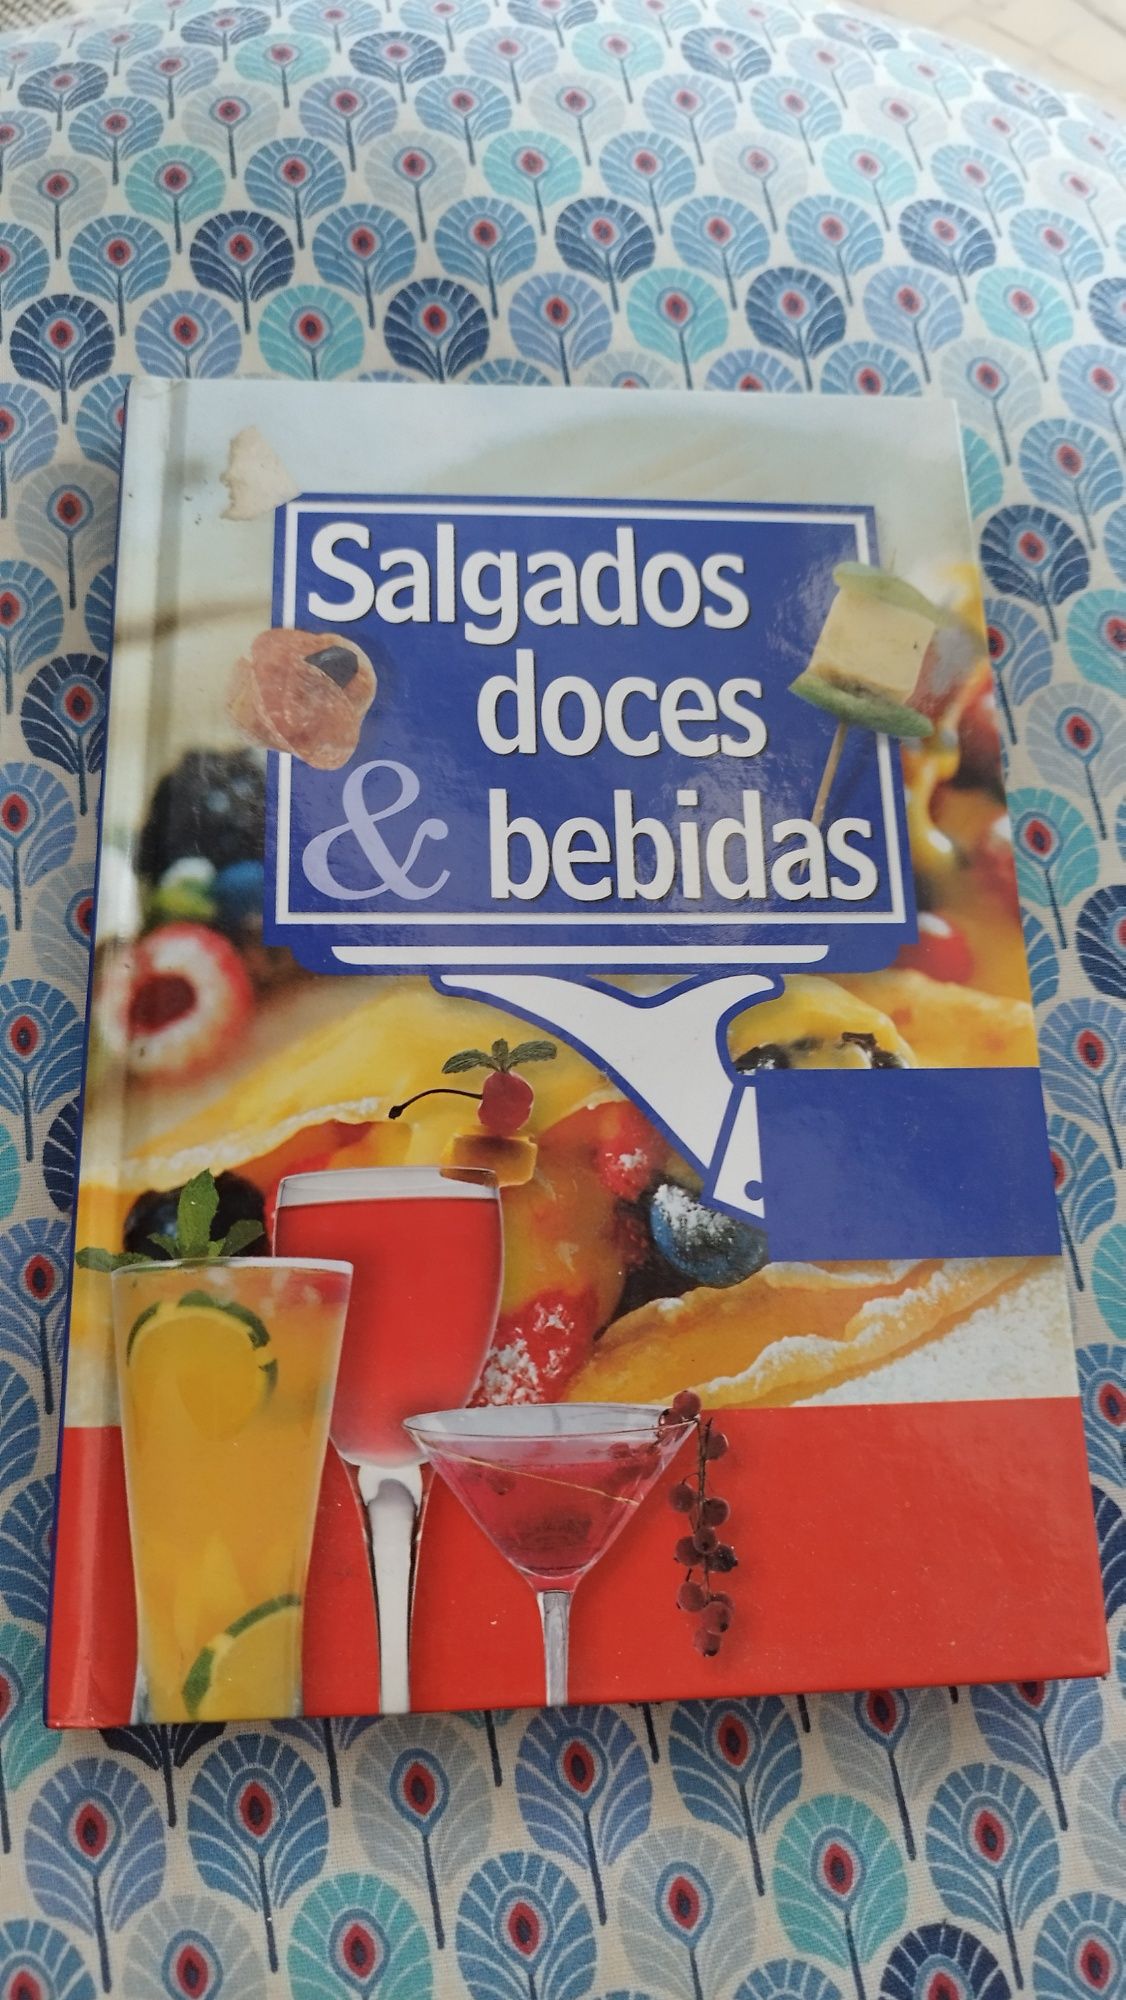 Salgados
doces
& bebidas